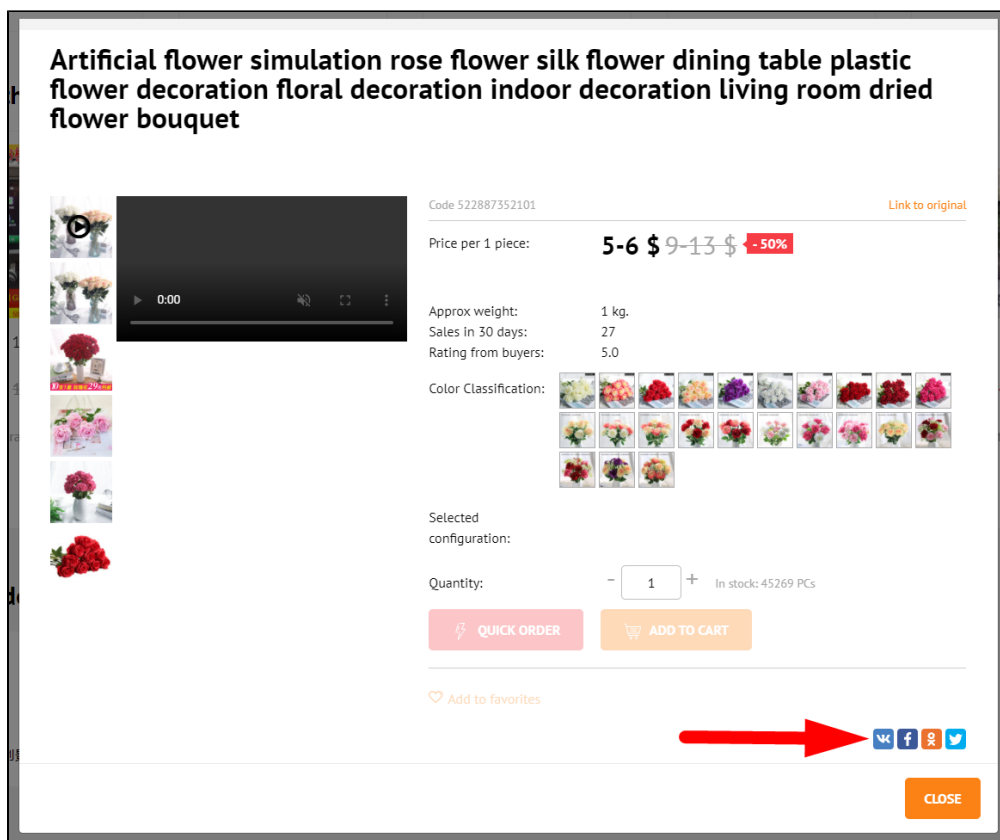 Artificial flower simulation rose flower silk flower dining table plastic
flower decoration floral decoration indoor decoration living room dried
flower bouquet
Code 522887352101
Link to original
Price per 1 piece:
5-6 $ 9-13 $ - 50%
0:00
Approx weight:
1 kg.
Sales in 30 days:
27
Rating from buyers:
5.0
Color Classification:
Selected
configuration:
Quantity:
- 1 +
In stock: 45269 PCs
QUICK ORDER
ADD TO CART
Add to favorites
CLOSE